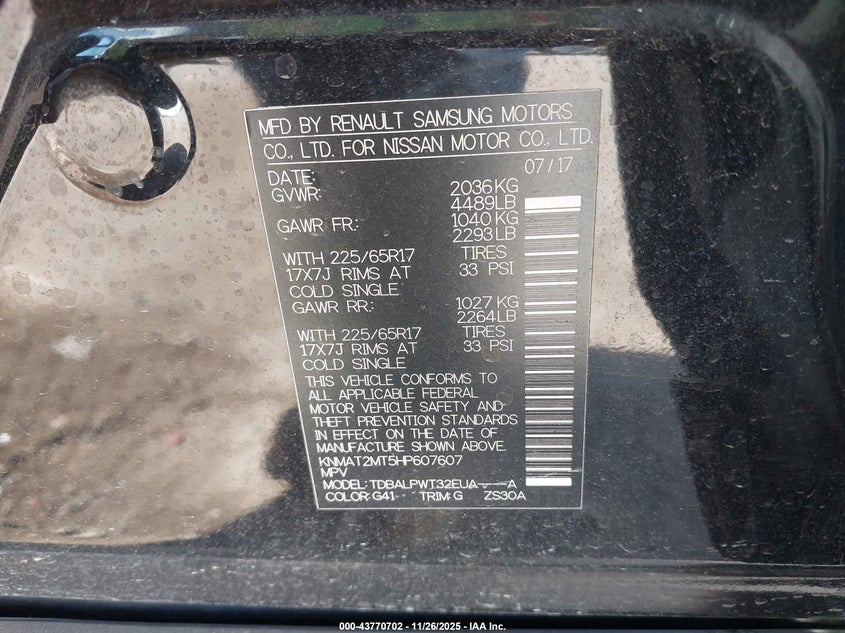 MFD BY RENAULT SAMSUNG MOTORS
CO., LTD. FOR NISSAN MOTOR CO., LTD.
DATE: 07/17
GVWR: 2036KG
4489LB
GAWR FR.: 1040KG
2293LB
WITH 225/65R17 TIRES
17X7J RIMS AT 33 PSI
COLD SINGLE
GAWR RR.: 1027 KG
2264LB
WITH 225/65R17 TIRES
17X7J RIMS AT 33 PSI
COLD SINGLE
THIS VEHICLE CONFORMS TO
ALL APPLICABLE FEDERAL
MOTOR VEHICLE SAFETY AND
THEFT PREVENTION STANDARDS
IN EFFECT ON THE DATE OF
MANUFACTURE SHOWN ABOVE.
KNMAT2MT5HP607607
MPV
MODEL: TDBALPWT32EUA----A
COLOR: G41 TRIM: G ZS30A
000-43770702 - 11/26/2025 - IAA Inc.